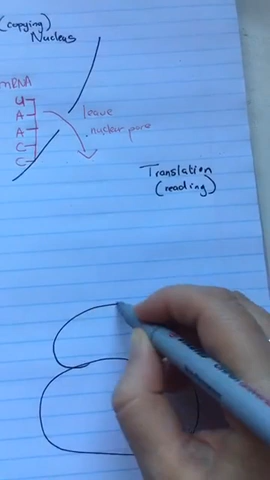 (copying)
Nucleus
mRNA
U
A
A
C
C
leave
nuclear pore
Translation
(reading)